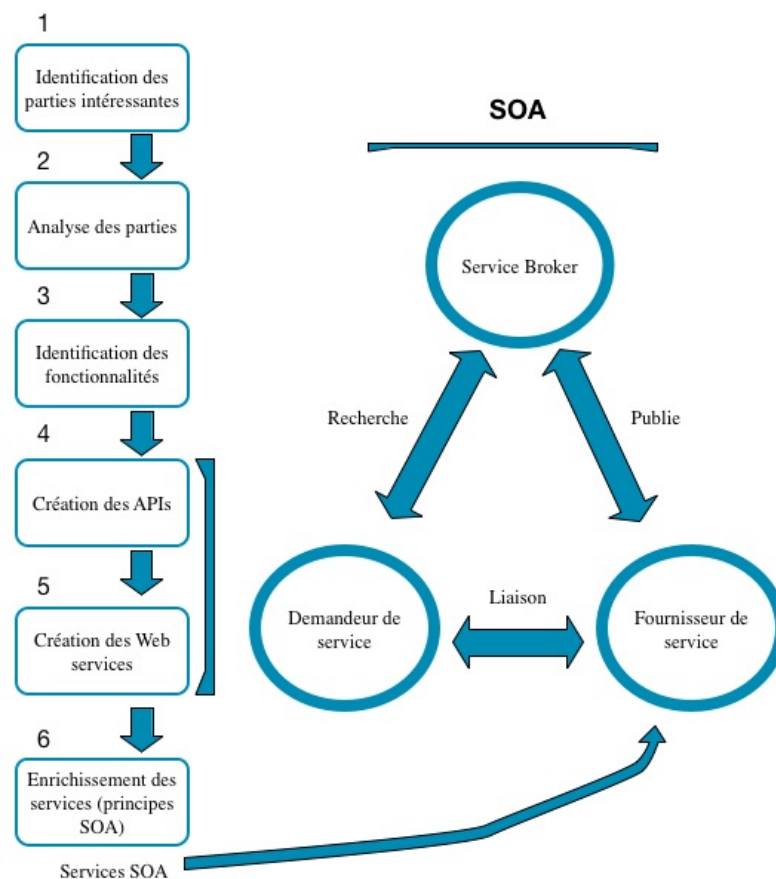 1
Identification des
parties intéressantes
2
Analyse des parties
3
Identification des
fonctionnalités
4
Création des APIs
5
Création des Web
services
6
Enrichissement des
services (principes
SOA)
Services SOA
SOA
Service Broker
Recherche
Publie
Liaison
Demandeur de
service
Fournisseur de
service